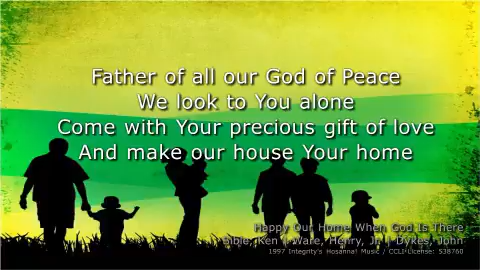 Father of all our God of Peace
We look to You alone
Come with Your precious gift of love
And make our house Your home
Happy Our Home When God Is There
Bible, Ken | Ware, Henry, Jr. | Dykes, John
1997 Integrity's Hosanna! Music / CCLI License: 538760